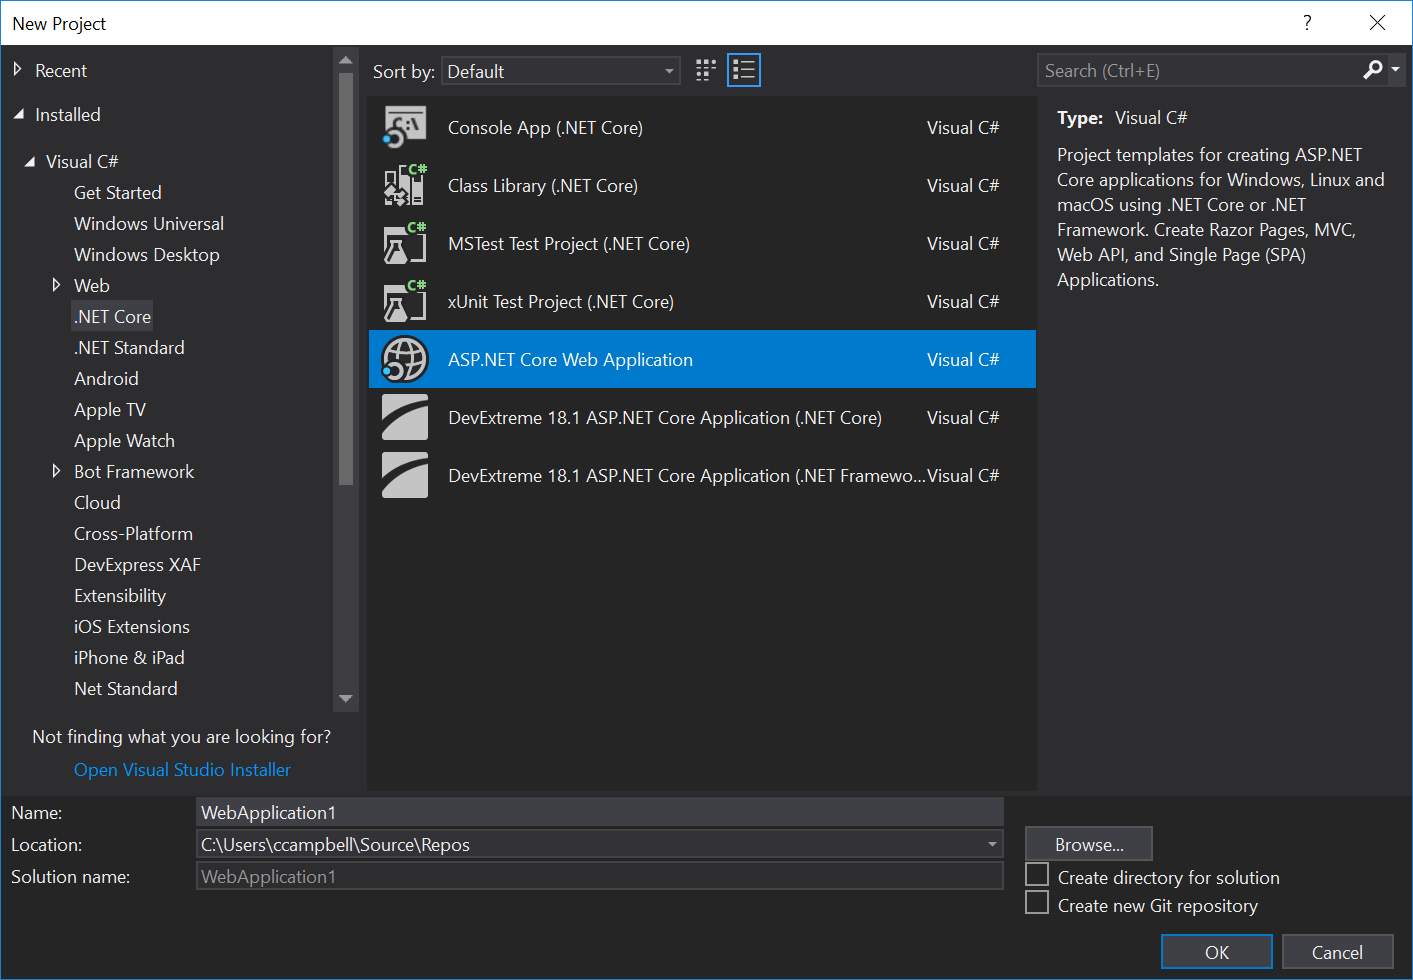 New Project
?
Recent
Installed
Visual C#
Get Started
Windows Universal
Windows Desktop
Web
.NET Core
.NET Standard
Android
Apple TV
Apple Watch
Bot Framework
Cloud
Cross-Platform
DevExpress XAF
Extensibility
iOS Extensions
iPhone & iPad
Net Standard
Not finding what you are looking for?
Open Visual Studio Installer
Sort by: Default
C:\ Console App (.NET Core) Visual C#
C# Class Library (.NET Core) Visual C#
C# MSTest Test Project (.NET Core) Visual C#
C# xUnit Test Project (.NET Core) Visual C#
ASP.NET Core Web Application Visual C#
DevExtreme 18.1 ASP.NET Core Application (.NET Core) Visual C#
DevExtreme 18.1 ASP.NET Core Application (.NET Framewo... Visual C#
Search (Ctrl+E)
Type: Visual C#
Project templates for creating ASP.NET
Core applications for Windows, Linux and
macOS using .NET Core or .NET
Framework. Create Razor Pages, MVC,
Web API, and Single Page (SPA)
Applications.
Name: WebApplication1
Location: C:\Users\ccampbell\Source\Repos
Solution name: WebApplication1
Browse...
Create directory for solution
Create new Git repository
OK Cancel